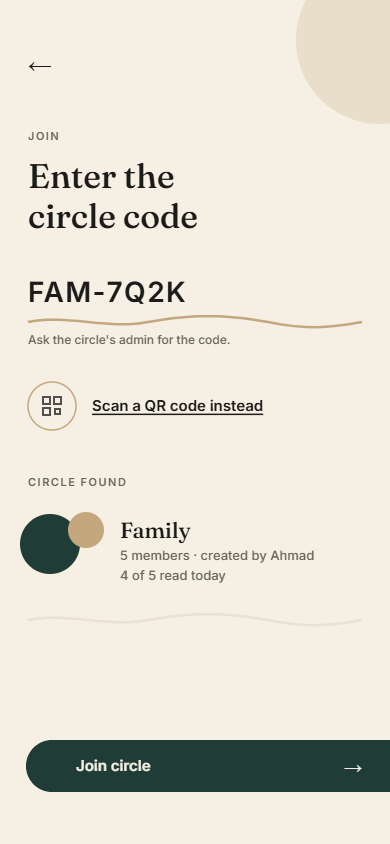 ←
JOIN
Enter the
circle code
FAM-7Q2K
Ask the circle's admin for the code.
Scan a QR code instead
CIRCLE FOUND
Family
5 members · created by Ahmad
4 of 5 read today
Join circle →